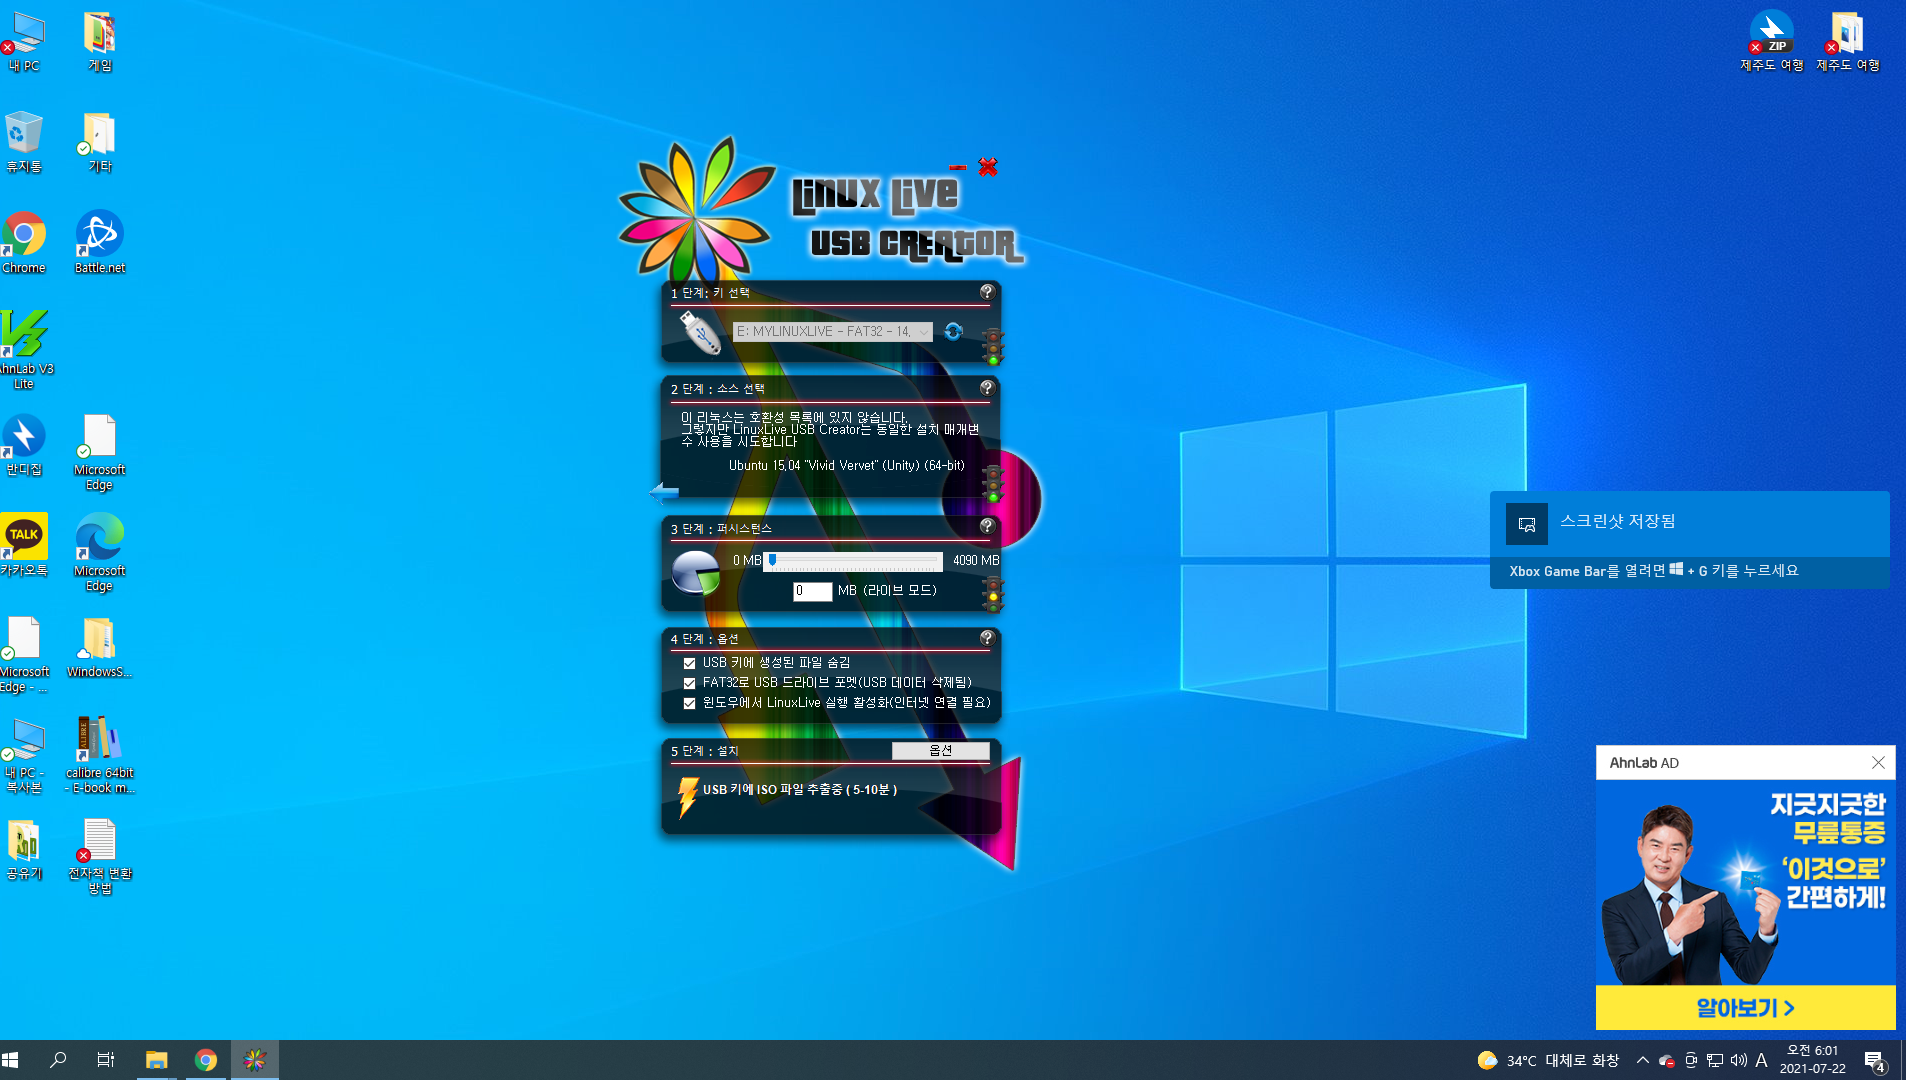 내 PC
게임
휴지통
기타
Chrome
Battle.net
AhnLab V3
Lite
반디집
Microsoft
Edge
TALK
카카오톡
Microsoft
Edge
Microsoft
Edge - ...
WindowsS...
내 PC -
복사본
CALIBRE
calibre 64bit
- E-book m...
공유기
전자책 변환
방법
ZIP
제주도 여행
제주도 여행
LINUX LIVE
USB CREATOR
1 단계: 키 선택
?
E: MYLINUXLIVE - FAT32 - 14,
2 단계 : 소스 선택
?
이 리눅스는 호환성 목록에 있지 않습니다.
그렇지만 LinuxLive USB Creator는 동일한 설치 매개변
수 사용을 시도합니다
Ubuntu 15.04 "Vivid Vervet" (Unity) (64-bit)
3 단계 : 퍼시스턴스
?
0 MB
4090 MB
0
MB (라이브 모드)
4 단계 : 옵션
?
USB 키에 생성된 파일 숨김
FAT32로 USB 드라이브 포멧(USB 데이터 삭제됨)
윈도우에서 LinuxLive 실행 활성화(인터넷 연결 필요)
5 단계 : 설치
옵션
USB 키에 ISO 파일 추출중 ( 5-10분 )
스크린샷 저장됨
Xbox Game Bar를 열려면 + G 키를 누르세요
AhnLab AD
지긋지긋한
무릎통증
‘이것으로’
간편하게!
알아보기 >
34°C 대체로 화창
A
오전 6:01
2021-07-22
4